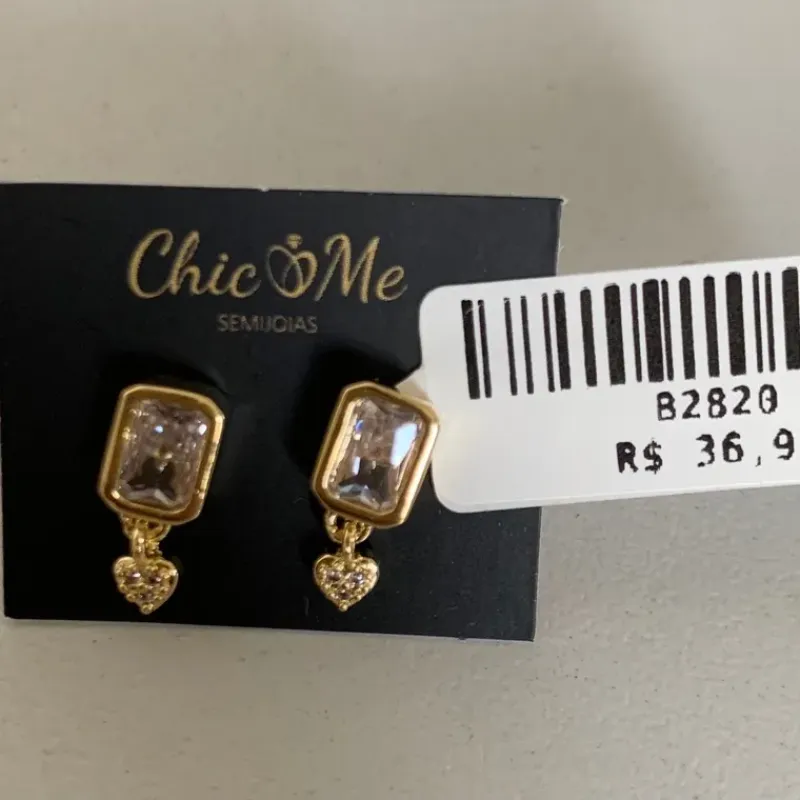 Chic Me
SEMIJOIAS
B2820
R$ 36,9